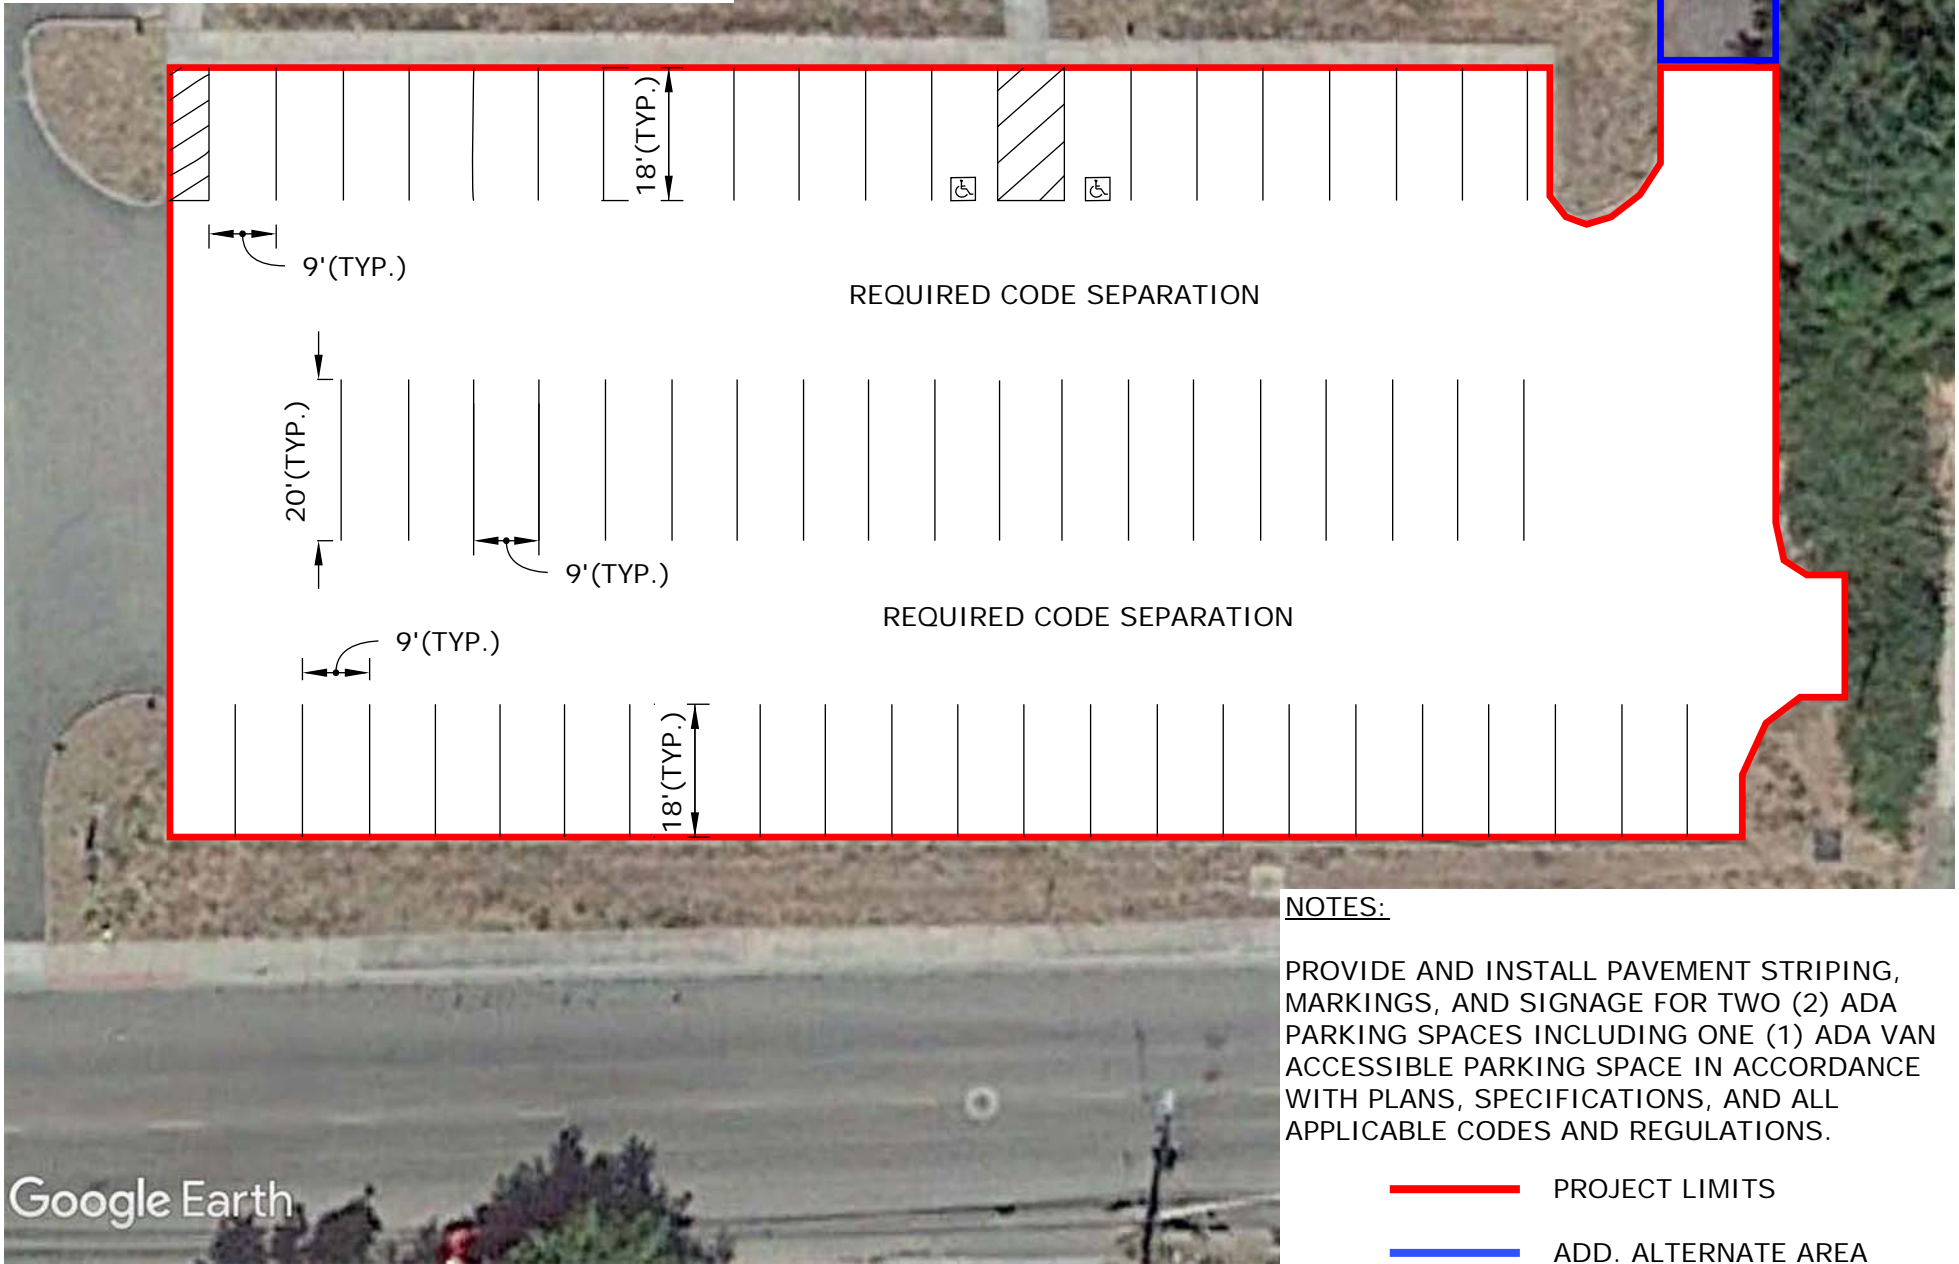 18'(TYP.)
9'(TYP.)
REQUIRED CODE SEPARATION
20'(TYP.)
9'(TYP.)
REQUIRED CODE SEPARATION
9'(TYP.)
18'(TYP.)
NOTES:
PROVIDE AND INSTALL PAVEMENT STRIPING,
MARKINGS, AND SIGNAGE FOR TWO (2) ADA
PARKING SPACES INCLUDING ONE (1) ADA VAN
ACCESSIBLE PARKING SPACE IN ACCORDANCE
WITH PLANS, SPECIFICATIONS, AND ALL
APPLICABLE CODES AND REGULATIONS.
PROJECT LIMITS
ADD. ALTERNATE AREA
Google Earth